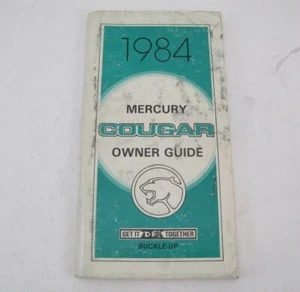 1984
MERCURY
COUGAR
OWNER GUIDE
GET IT TOGETHER
BUCKLE-UP